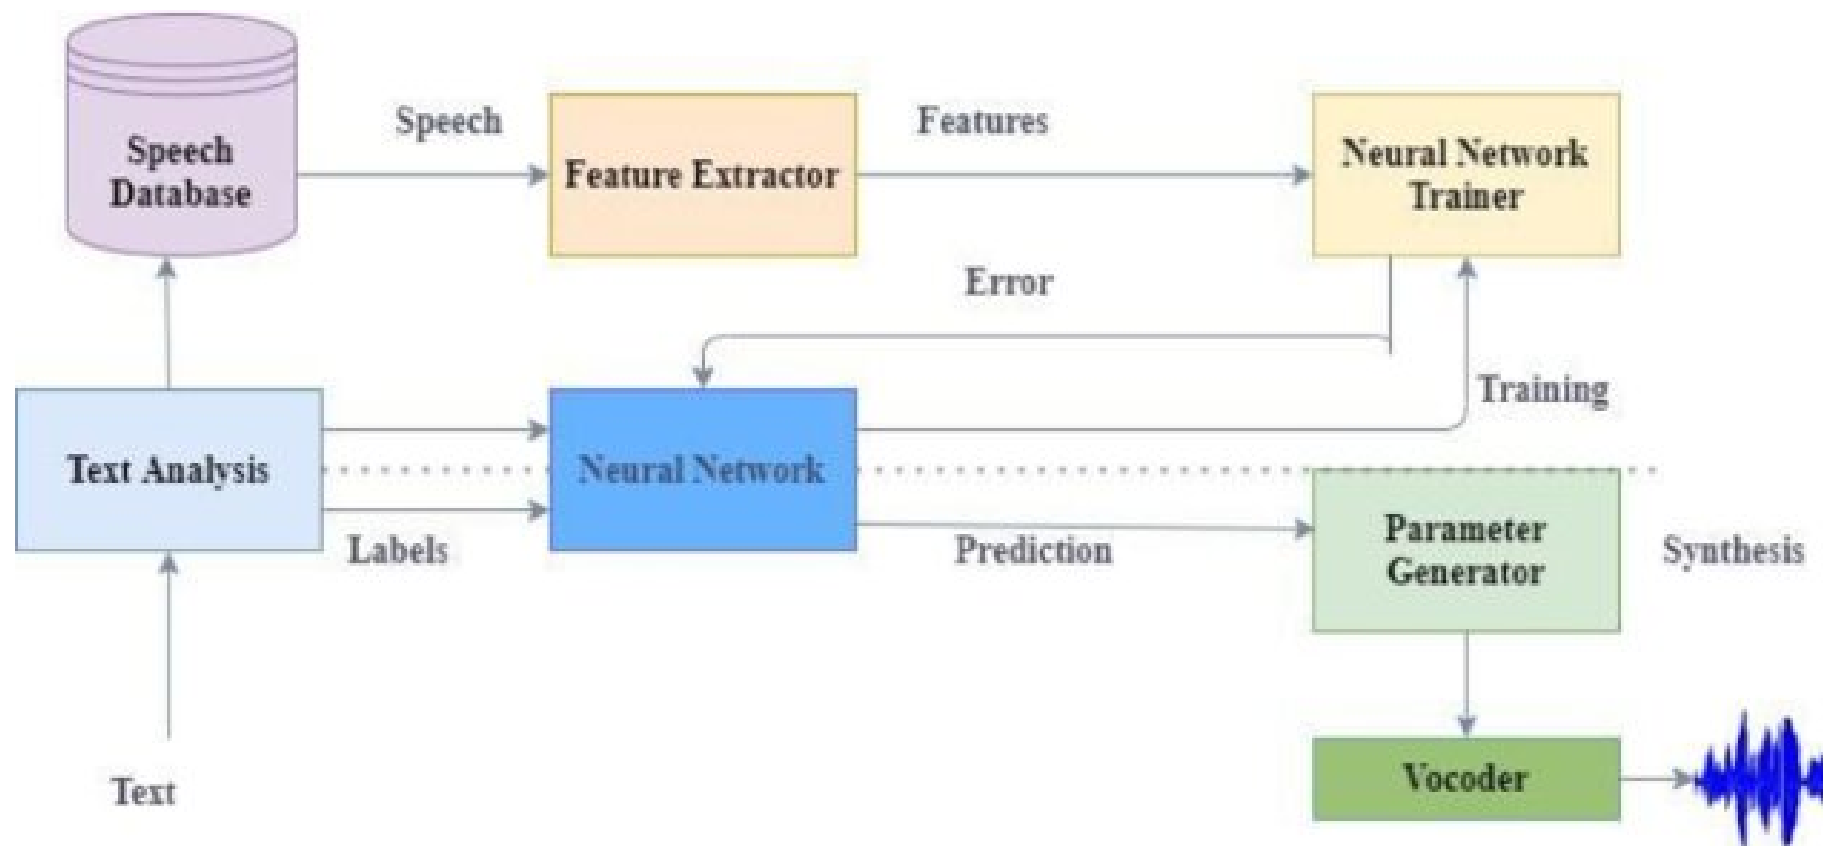 Speech
Database
Speech
Feature Extractor
Features
Neural Network
Trainer
Error
Training
Text Analysis
Neural Network
Labels
Prediction
Parameter
Generator
Synthesis
Text
Vocoder